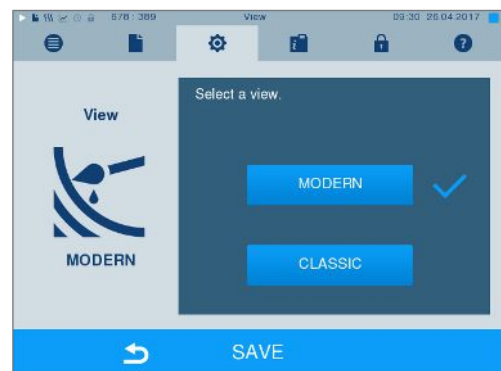 678 : 389 View 09:30 26.04.2017
View
MODERN
Select a view.
MODERN
CLASSIC
SAVE